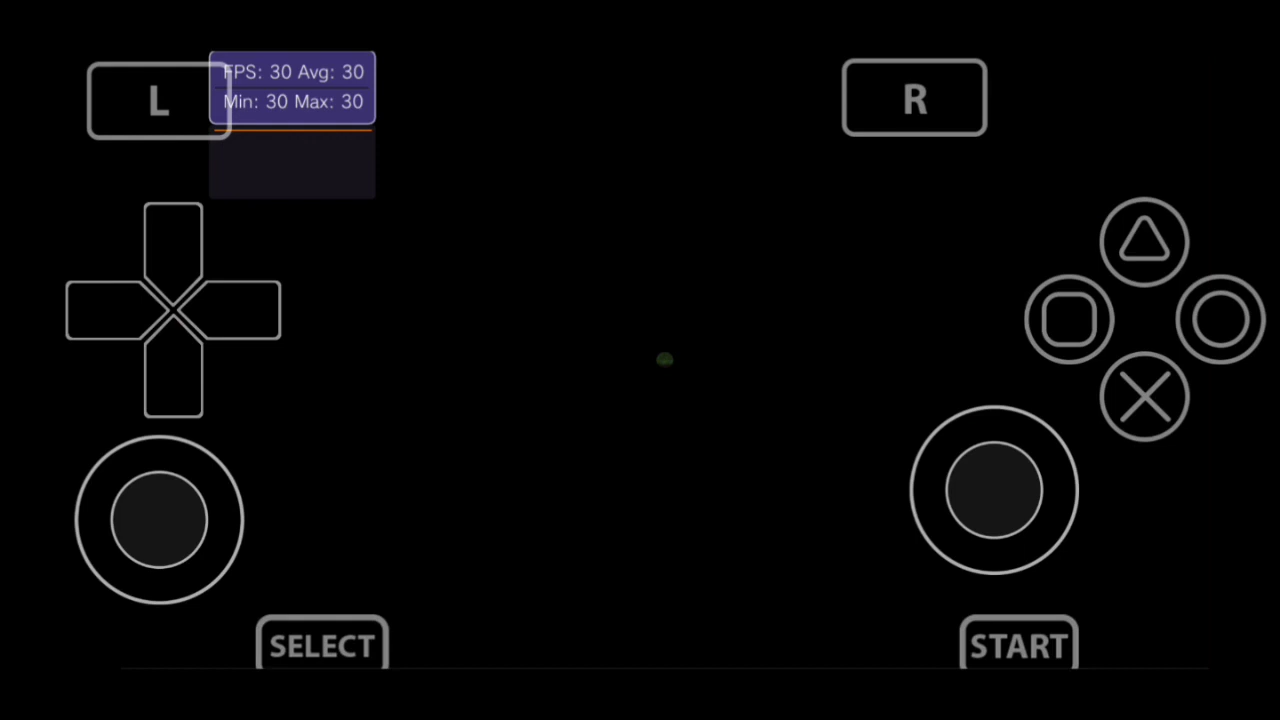 L
FPS: 30 Avg: 30
Min: 30 Max: 30
R
SELECT
START